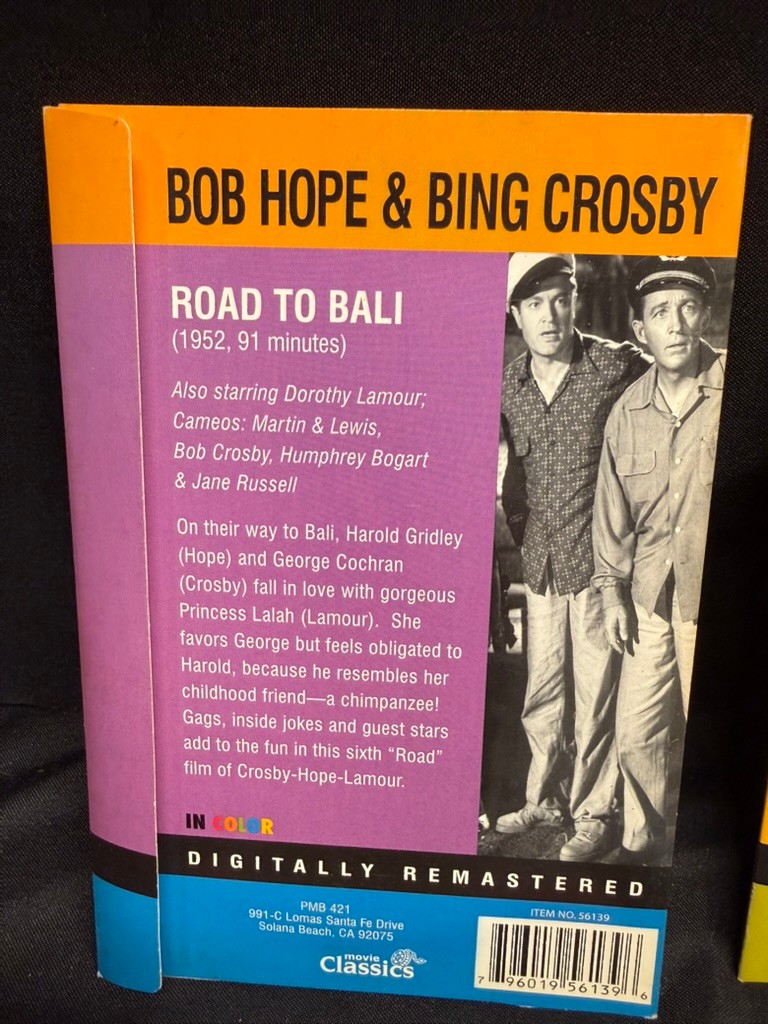 BOB HOPE & BING CROSBY
ROAD TO BALI
(1952, 91 minutes)
Also starring Dorothy Lamour;
Cameos: Martin & Lewis,
Bob Crosby, Humphrey Bogart
& Jane Russell
On their way to Bali, Harold Gridley
(Hope) and George Cochran
(Crosby) fall in love with gorgeous
Princess Lalah (Lamour). She
favors George but feels obligated to
Harold, because he resembles her
childhood friend—a chimpanzee!
Gags, inside jokes and guest stars
add to the fun in this sixth “Road”
film of Crosby-Hope-Lamour.
IN COLOR
DIGITALLY REMASTERED
PMB 421
991-C Lomas Santa Fe Drive
Solana Beach, CA 92075
movie
Classics
ITEM NO. 56139
7 96019 56139 6